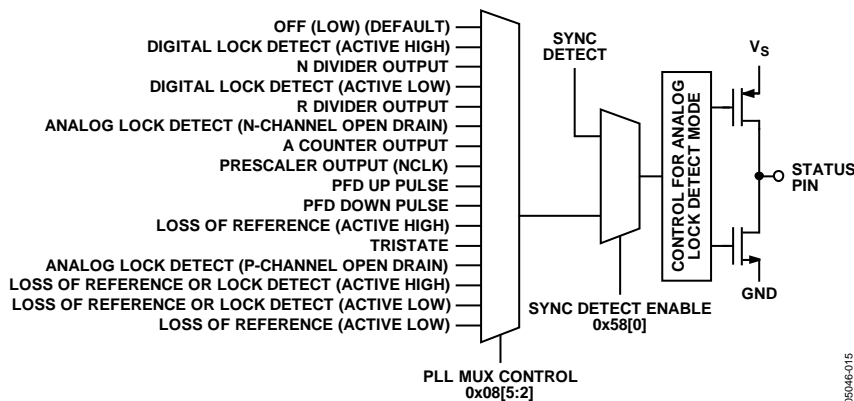 OFF (LOW) (DEFAULT)
DIGITAL LOCK DETECT (ACTIVE HIGH)
N DIVIDER OUTPUT
DIGITAL LOCK DETECT (ACTIVE LOW)
R DIVIDER OUTPUT
ANALOG LOCK DETECT (N-CHANNEL OPEN DRAIN)
A COUNTER OUTPUT
PRESCALER OUTPUT (NCLK)
PFD UP PULSE
PFD DOWN PULSE
LOSS OF REFERENCE (ACTIVE HIGH)
TRISTATE
ANALOG LOCK DETECT (P-CHANNEL OPEN DRAIN)
LOSS OF REFERENCE OR LOCK DETECT (ACTIVE HIGH)
LOSS OF REFERENCE OR LOCK DETECT (ACTIVE LOW)
LOSS OF REFERENCE (ACTIVE LOW)
PLL MUX CONTROL
0x08[5:2]
SYNC
DETECT
SYNC DETECT ENABLE
0x58[0]
CONTROL FOR ANALOG
LOCK DETECT MODE
VS
STATUS
PIN
GND
05046-015